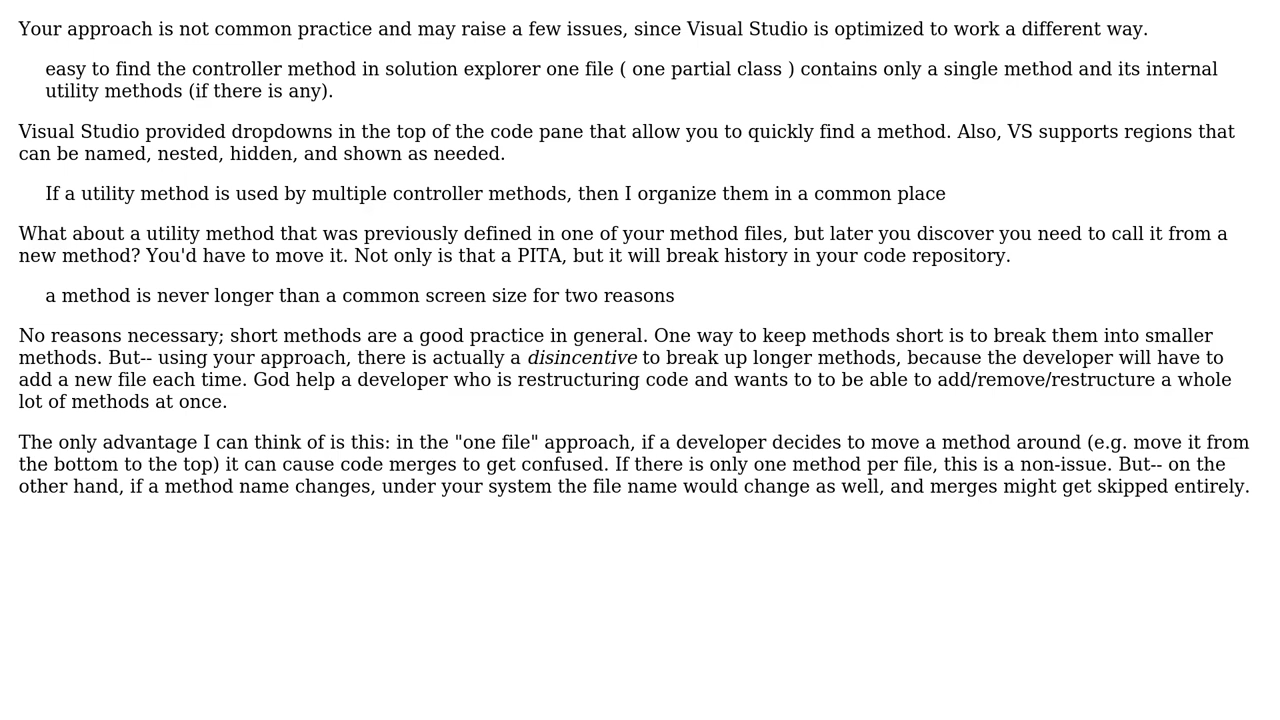 Your approach is not common practice and may raise a few issues, since Visual Studio is optimized to work a different way.
easy to find the controller method in solution explorer one file ( one partial class ) contains only a single method and its internal
utility methods (if there is any).
Visual Studio provided dropdowns in the top of the code pane that allow you to quickly find a method. Also, VS supports regions that
can be named, nested, hidden, and shown as needed.
If a utility method is used by multiple controller methods, then I organize them in a common place
What about a utility method that was previously defined in one of your method files, but later you discover you need to call it from a
new method? You'd have to move it. Not only is that a PITA, but it will break history in your code repository.
a method is never longer than a common screen size for two reasons
No reasons necessary; short methods are a good practice in general. One way to keep methods short is to break them into smaller
methods. But-- using your approach, there is actually a disincentive to break up longer methods, because the developer will have to
add a new file each time. God help a developer who is restructuring code and wants to to be able to add/remove/restructure a whole
lot of methods at once.
The only advantage I can think of is this: in the "one file" approach, if a developer decides to move a method around (e.g. move it from
the bottom to the top) it can cause code merges to get confused. If there is only one method per file, this is a non-issue. But-- on the
other hand, if a method name changes, under your system the file name would change as well, and merges might get skipped entirely.